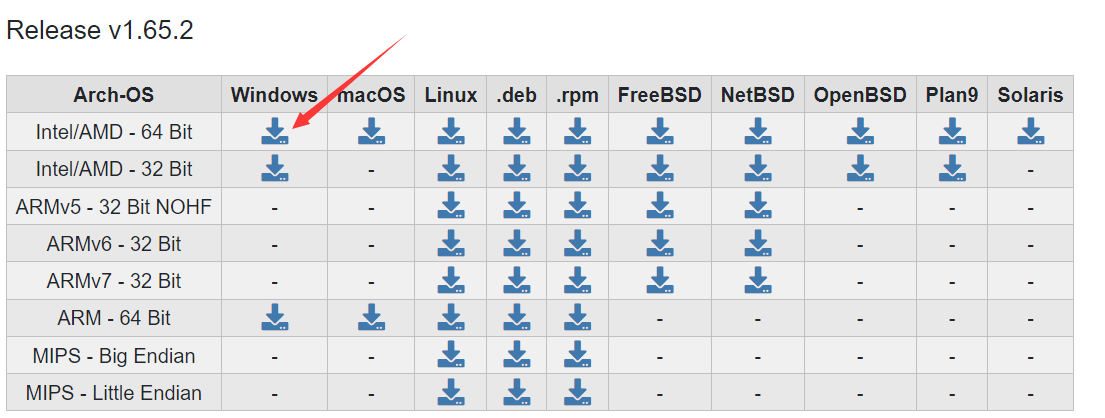 Release v1.65.2
Arch-OS Windows macOS Linux .deb .rpm FreeBSD NetBSD OpenBSD Plan9 Solaris
Intel/AMD - 64 Bit
Intel/AMD - 32 Bit - -
ARMv5 - 32 Bit NOHF - - - - -
ARMv6 - 32 Bit - - - - -
ARMv7 - 32 Bit - - - - -
ARM - 64 Bit - - - - -
MIPS - Big Endian - - - - - - -
MIPS - Little Endian - - - - - - -